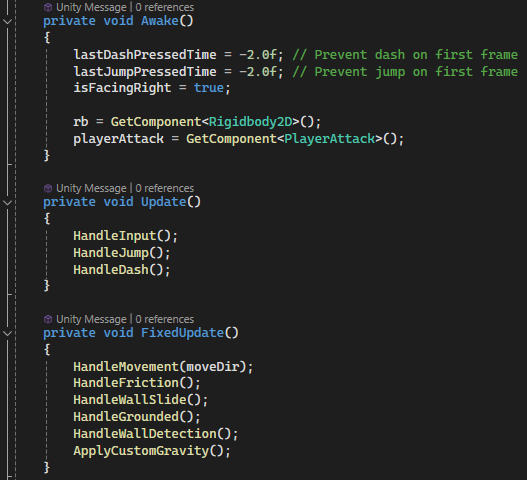 Unity Message | 0 references
private void Awake()
{
lastDashPressedTime = -2.0f; // Prevent dash on first frame
lastJumpPressedTime = -2.0f; // Prevent jump on first frame
isFacingRight = true;
rb = GetComponent<Rigidbody2D>();
playerAttack = GetComponent<PlayerAttack>();
}
Unity Message | 0 references
private void Update()
{
HandleInput();
HandleJump();
HandleDash();
}
Unity Message | 0 references
private void FixedUpdate()
{
HandleMovement(moveDir);
HandleFriction();
HandleWallSlide();
HandleGrounded();
HandleWallDetection();
ApplyCustomGravity();
}